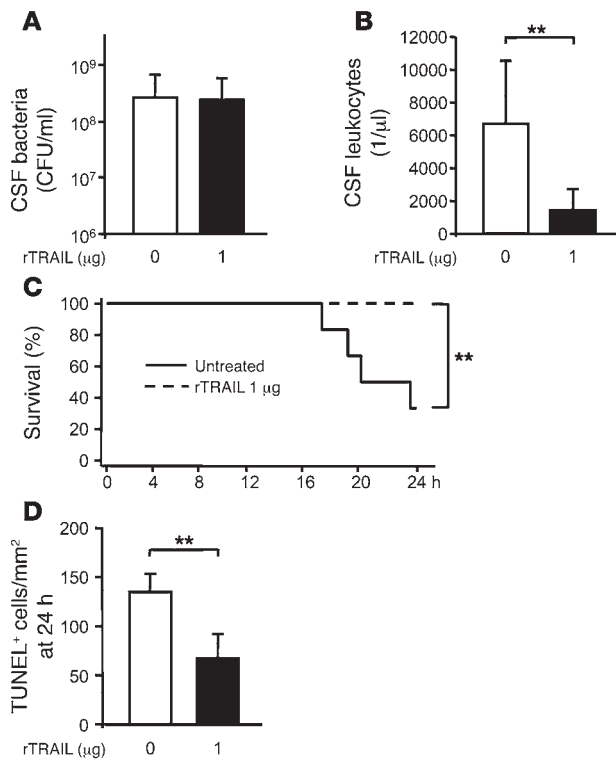 A
CSF bacteria
(CFU/ml)
10⁹
10⁸
10⁷
10⁶
rTRAIL (μg)
0
1
B
**
CSF leukocytes
(1/μl)
12000
10000
8000
6000
4000
2000
0
rTRAIL (μg)
0
1
C
Survival (%)
100
80
60
40
20
0
Untreated
rTRAIL 1 μg
**
0
4
8
12
16
20
24 h
D
**
TUNEL⁺ cells/mm²
at 24 h
200
150
100
50
0
rTRAIL (μg)
0
1